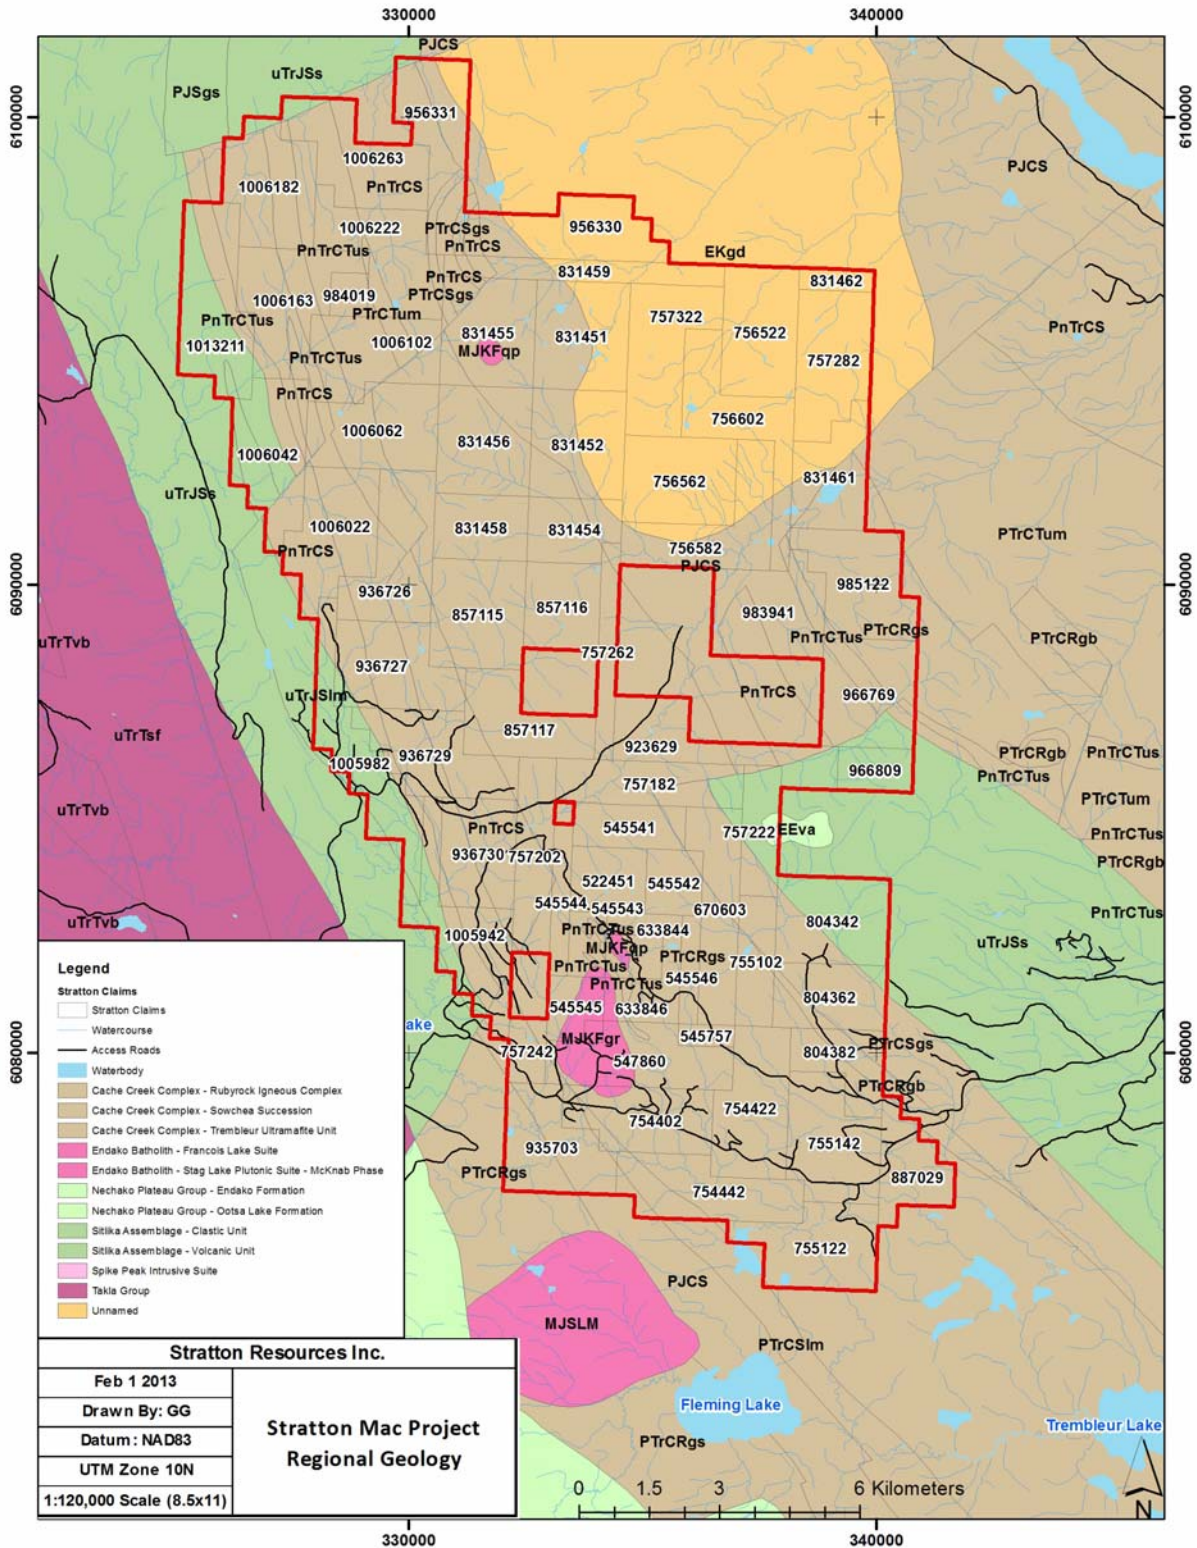 330000
340000
PJCS
uTrJSs
PJSgs
956331
6100000
6100000
1006263
PJCS
1006182
PnTrCS
1006222
PTrCSgs
956330
PnTrCTus
PnTrCS
EKgd
831459
PnTrCS
831462
1006163
984019
PTrCSgs
PnTrCTus
PTrCTum
757322
PnTrCS
1013211
1006102
831455
831451
756522
MJKFqp
PnTrCTus
757282
PnTrCS
756602
1006062
831456
831452
1006042
756562
831461
uTrJSs
1006022
831458
831454
PTrCTum
PnTrCS
756582
PJCS
6090000
6090000
936726
985122
857115
857116
983941
PnTrCTus
PTrCRgs
PTrCRgb
uTrTvb
757262
936727
PnTrCS
966769
uTrJSlm
uTrTsf
857117
923629
PTrCRgb
PnTrCTus
1005982
936729
966809
PnTrCTus
757182
PTrCTum
uTrTvb
PnTrCS
545541
757222
EEva
PnTrCTus
936730
757202
PTrCRgb
522451
545542
545544
545543
670603
804342
PnTrCTus
uTrTvb
1005942
PnTrCTus
633844
uTrJSs
MJKFqp
PTrCRgs
755102
PnTrCTus
545546
PnTrCTus
804362
545545
633846
ake
MJKFgr
545757
PTrCSgs
6080000
6080000
757242
547860
804382
PTrCRgb
754422
754402
935703
755142
PTrCRgs
887029
754442
755122
PJCS
MJSLM
PTrCSlm
Fleming Lake
Trembleur Lake
PTrCRgs
Legend
Stratton Claims
Stratton Claims
Watercourse
Access Roads
Waterbody
Cache Creek Complex - Rubyrock Igneous Complex
Cache Creek Complex - Sowchea Succession
Cache Creek Complex - Trembleur Ultramafite Unit
Endako Batholith - Francois Lake Suite
Endako Batholith - Stag Lake Plutonic Suite - McKnab Phase
Nechako Plateau Group - Endako Formation
Nechako Plateau Group - Ootsa Lake Formation
Sitlika Assemblage - Clastic Unit
Sitlika Assemblage - Volcanic Unit
Spike Peak Intrusive Suite
Takla Group
Unnamed
Stratton Resources Inc.
Feb 1 2013
Drawn By: GG
Datum: NAD83
UTM Zone 10N
1:120,000 Scale (8.5x11)
Stratton Mac Project
Regional Geology
0 1.5 3 6 Kilometers
N
330000
340000